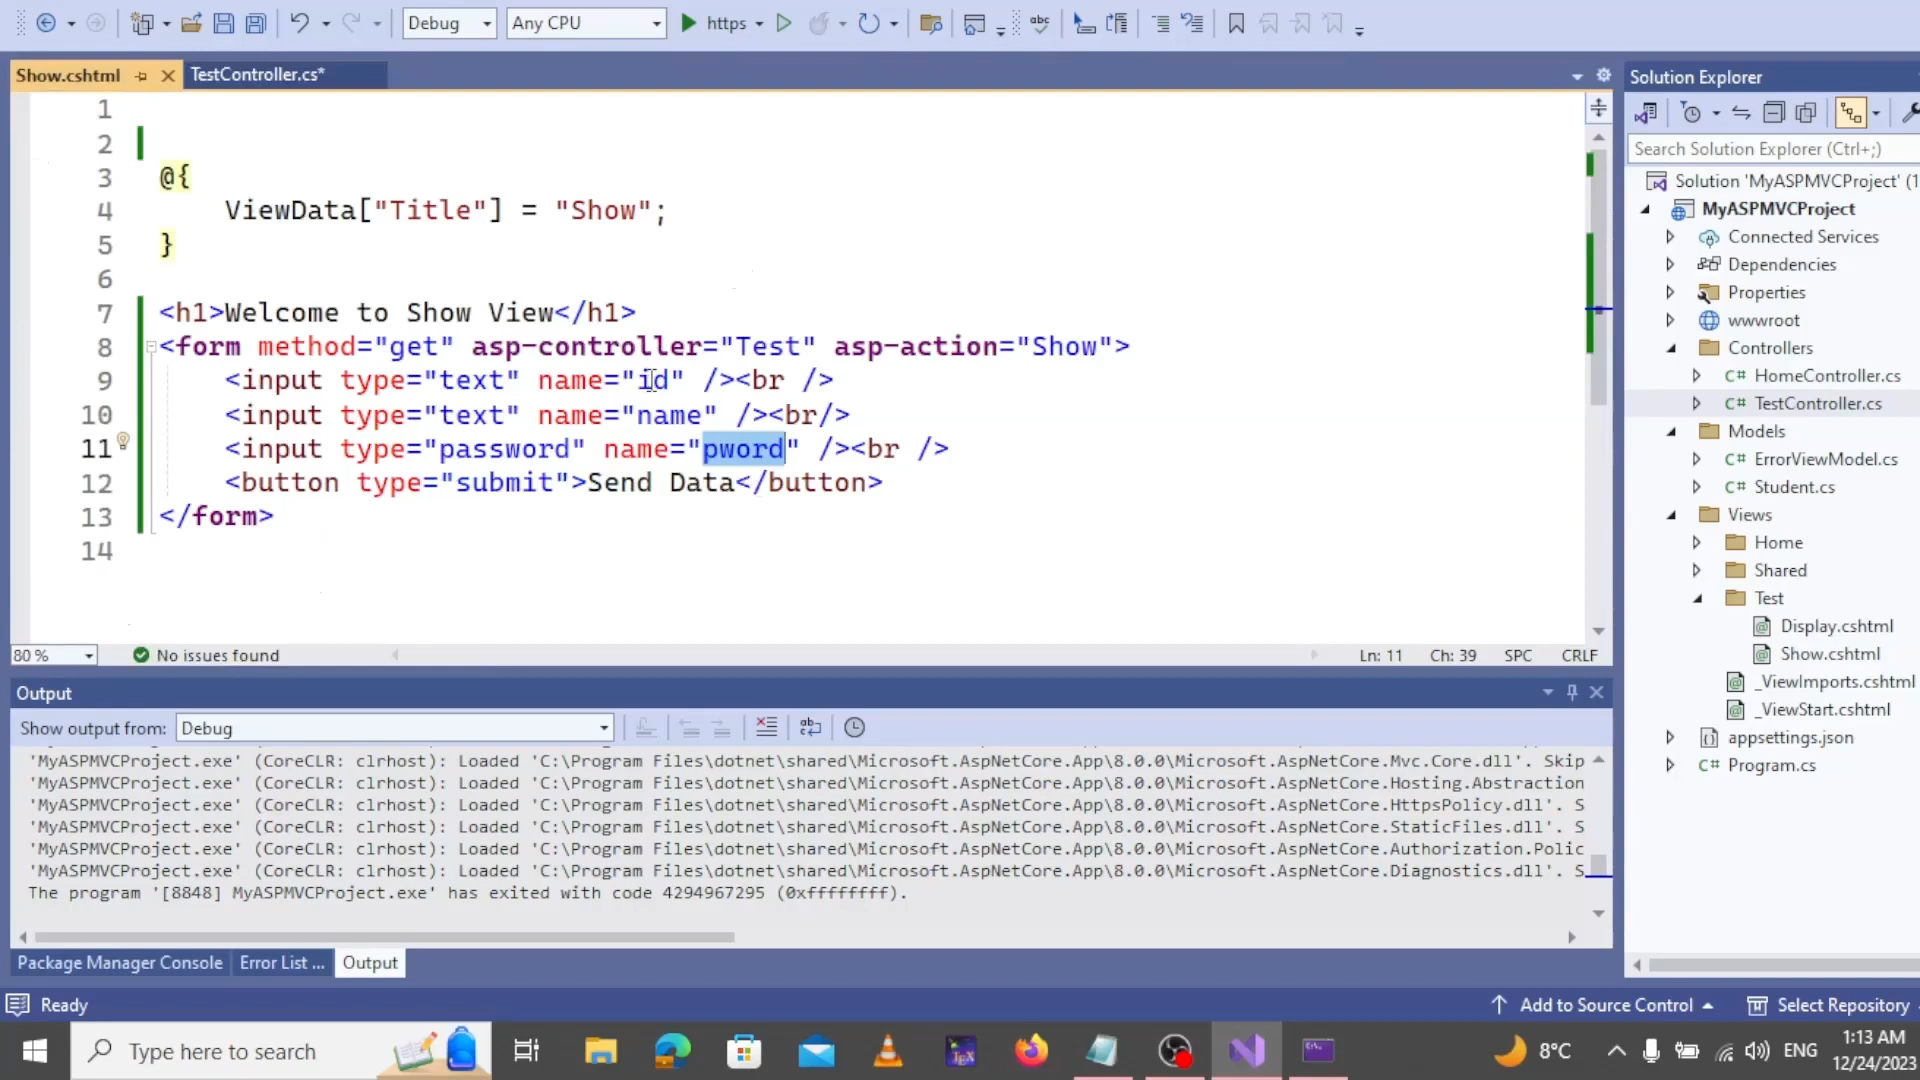 Debug
Any CPU
https
abc
Show.cshtml
TestController.cs*
1
2
3 @{
4 ViewData["Title"] = "Show";
5 }
6
7 <h1>Welcome to Show View</h1>
8 <form method="get" asp-controller="Test" asp-action="Show">
9 <input type="text" name="id" /><br />
10 <input type="text" name="name" /><br/>
11 <input type="password" name="pword" /><br />
12 <button type="submit">Send Data</button>
13 </form>
14
80 %
No issues found
Ln: 11 Ch: 39 SPC CRLF
Solution Explorer
Search Solution Explorer (Ctrl+;)
Solution 'MyASPMVCProject' (1
MyASPMVCProject
Connected Services
Dependencies
Properties
wwwroot
Controllers
C# HomeController.cs
C# TestController.cs
Models
C# ErrorViewModel.cs
C# Student.cs
Views
Home
Shared
Test
Display.cshtml
Show.cshtml
_ViewImports.cshtml
_ViewStart.cshtml
appsettings.json
C# Program.cs
Output
Show output from: Debug
'MyASPMVCProject.exe' (CoreCLR: clrhost): Loaded 'C:\Program Files\dotnet\shared\Microsoft.AspNetCore.App\8.0.0\Microsoft.AspNetCore.Mvc.Core.dll'. Skip
'MyASPMVCProject.exe' (CoreCLR: clrhost): Loaded 'C:\Program Files\dotnet\shared\Microsoft.AspNetCore.App\8.0.0\Microsoft.AspNetCore.Hosting.Abstraction
'MyASPMVCProject.exe' (CoreCLR: clrhost): Loaded 'C:\Program Files\dotnet\shared\Microsoft.AspNetCore.App\8.0.0\Microsoft.AspNetCore.HttpsPolicy.dll'. S
'MyASPMVCProject.exe' (CoreCLR: clrhost): Loaded 'C:\Program Files\dotnet\shared\Microsoft.AspNetCore.App\8.0.0\Microsoft.AspNetCore.StaticFiles.dll'. S
'MyASPMVCProject.exe' (CoreCLR: clrhost): Loaded 'C:\Program Files\dotnet\shared\Microsoft.AspNetCore.App\8.0.0\Microsoft.AspNetCore.Authorization.Polic
'MyASPMVCProject.exe' (CoreCLR: clrhost): Loaded 'C:\Program Files\dotnet\shared\Microsoft.AspNetCore.App\8.0.0\Microsoft.AspNetCore.Diagnostics.dll'. S
The program '[8848] MyASPMVCProject.exe' has exited with code 4294967295 (0xffffffff).
Package Manager Console
Error List ...
Output
Ready
Add to Source Control
Select Repository
Type here to search
8°C
ENG
1:13 AM
12/24/2023